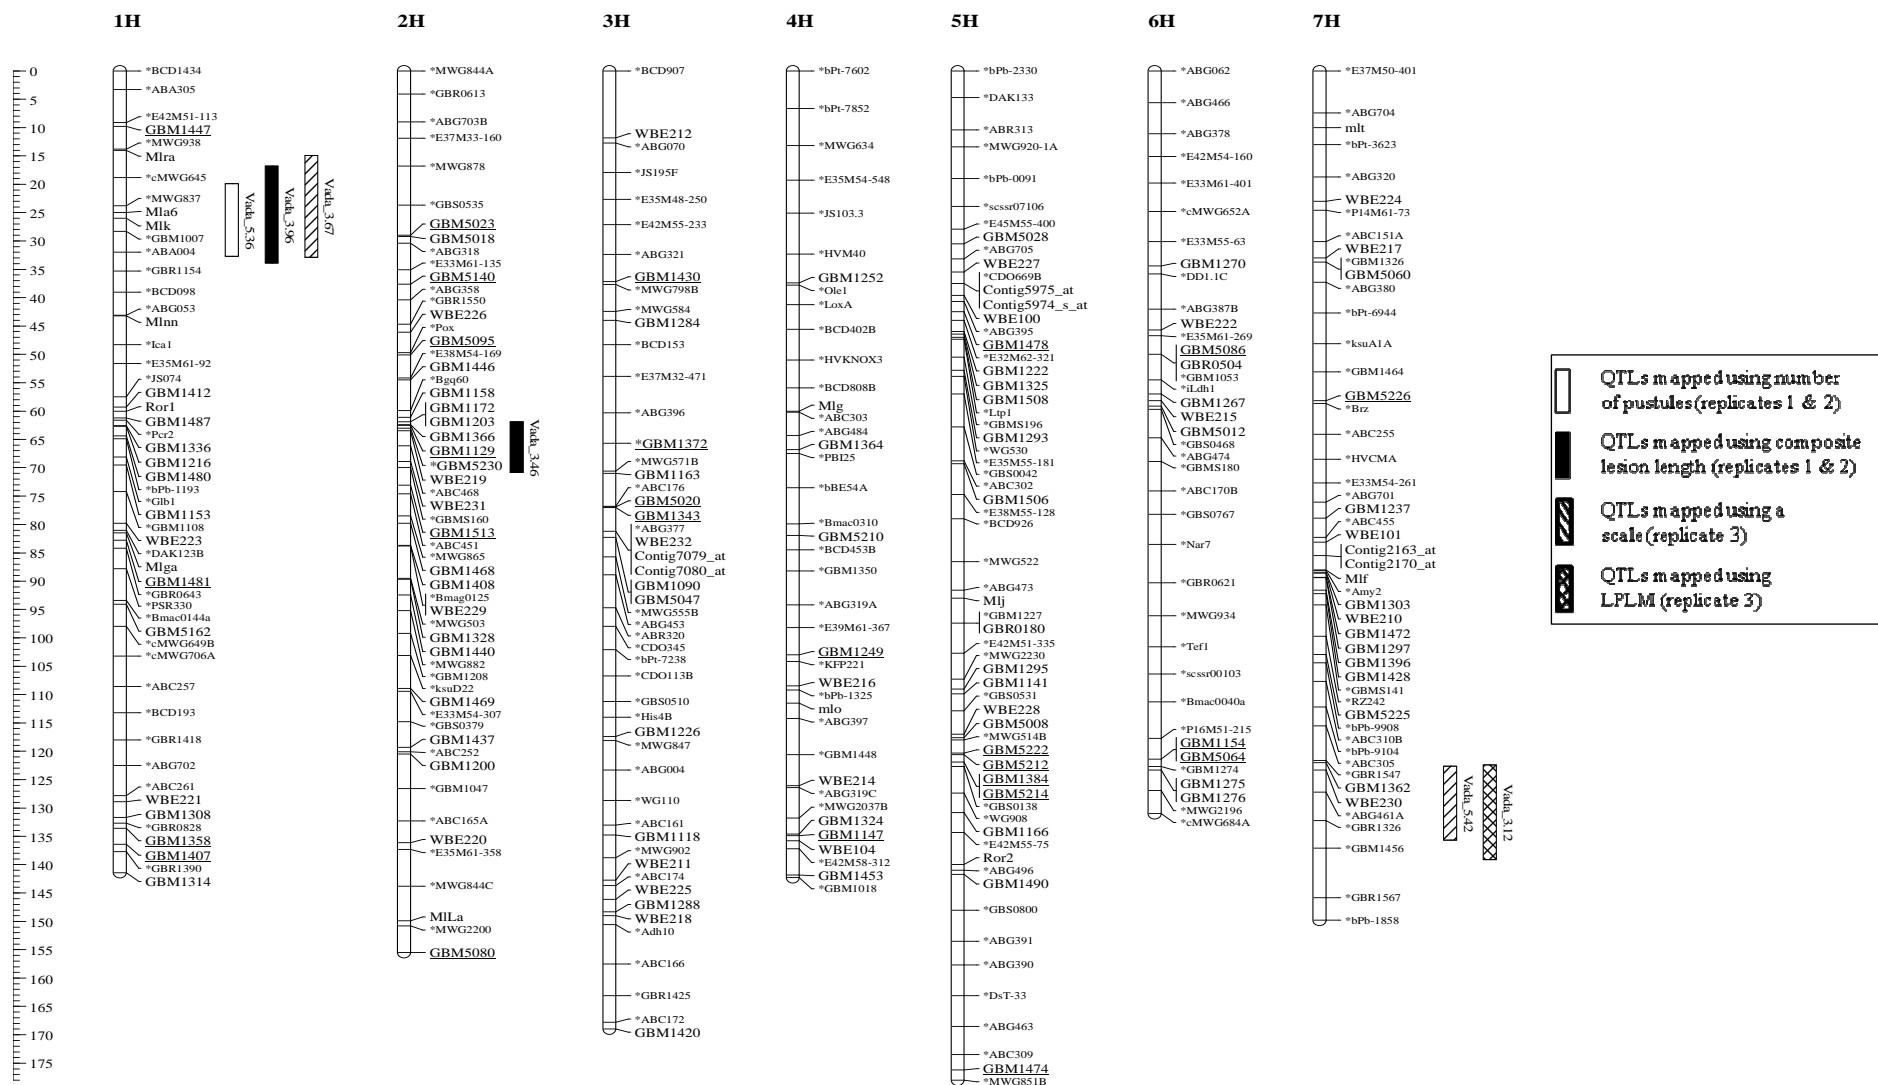 1H
2H
3H
4H
5H
6H
7H
0
5
10
15
20
25
30
35
40
45
50
55
60
65
70
75
80
85
90
95
100
105
110
115
120
125
130
135
140
145
150
155
160
165
170
175
*BCD1434
*ABA305
*E42M51-113
GBM1447
*MWG938
Mlra
*cMWG645
*MWG837
Mla6
Mlk
*GBM1007
*ABA004
*GBR1154
*BCD098
*ABG053
Mlnn
*Ica1
*E35M61-92
*JS074
GBM1412
Ror1
GBM1487
*Pcr2
GBM1336
GBM1216
GBM1480
*bPb-1193
*Glb1
GBM1153
*GBM1108
WBE223
*DAK123B
Mlga
GBM1481
*GBR0643
*PSR330
*Bmac0144a
GBM5162
*cMWG649B
*cMWG706A
*ABC257
*BCD193
*GBR1418
*ABG702
*ABC261
WBE221
GBM1308
*GBR0828
GBM1358
GBM1407
*GBR1390
GBM1314
Vada_5.36
Vada_3.96
Vada_3.67
*MWG844A
*GBR0613
*ABG703B
*E37M33-160
*MWG878
*GBS0535
GBM5023
GBM5018
*ABG318
*E33M61-135
GBM5140
*ABG358
*GBR1550
WBE226
*Pox
GBM5095
*E38M54-169
GBM1446
*Bgq60
GBM1158
GBM1172
GBM1203
GBM1366
GBM1129
*GBM5230
WBE219
*ABC468
WBE231
*GBMS160
GBM1513
*ABC451
*MWG865
GBM1468
GBM1408
*Bmag0125
WBE229
*MWG503
GBM1328
GBM1440
*MWG882
*GBM1208
*ksuD22
GBM1469
*E33M54-307
*GBS0379
GBM1437
*ABC252
GBM1200
*GBM1047
*ABC165A
WBE220
*E35M61-358
*MWG844C
MlLa
*MWG2200
GBM5080
Vada_3.46
*BCD907
WBE212
*ABG070
*JS195F
*E35M48-250
*E42M55-233
*ABG321
GBM1430
*MWG798B
*MWG584
GBM1284
*BCD153
*E37M32-471
*ABG396
*GBM1372
*MWG571B
GBM1163
*ABC176
GBM5020
GBM1343
*ABG377
WBE232
Contig7079_at
Contig7080_at
GBM1090
GBM5047
*MWG555B
*ABG453
*ABR320
*CDO345
*bPt-7238
*CDO113B
*GBS0510
*His4B
GBM1226
*MWG847
*ABG004
*WG110
*ABC161
GBM1118
*MWG902
WBE211
*ABC174
WBE225
GBM1288
WBE218
*Adh10
*ABC166
*GBR1425
*ABC172
GBM1420
*bPt-7602
*bPt-7852
*MWG634
*E35M54-548
*JS103.3
*HVM40
GBM1252
*Ole1
*LoxA
*BCD402B
*HVKNOX3
*BCD808B
Mlg
*ABC303
*ABG484
GBM1364
*PBI25
*bBE54A
*Bmac0310
GBM5210
*BCD453B
*GBM1350
*ABG319A
*E39M61-367
GBM1249
*KFP221
WBE216
*bPb-1325
mlo
*ABG397
*GBM1448
WBE214
*ABG319C
*MWG2037B
GBM1324
GBM1147
WBE104
*E42M58-312
GBM1453
*GBM1018
*bPb-2330
*DAK133
*ABR313
*MWG920-1A
*bPb-0091
*scssr07106
*E45M55-400
GBM5028
*ABG705
WBE227
*CDO669B
Contig5975_at
Contig5974_s_at
WBE100
*ABG395
GBM1478
*E32M62-321
GBM1222
GBM1325
GBM1508
*Ltp1
*GBMS196
GBM1293
*WG530
*E35M55-181
*GBS0042
*ABC302
GBM1506
*E38M55-128
*BCD926
*MWG522
*ABG473
Mlj
*GBM1227
GBR0180
*E42M51-335
*MWG2230
GBM1295
GBM1141
*GBS0531
WBE228
GBM5008
*MWG514B
GBM5222
GBM5212
GBM1384
GBM5214
*GBS0138
*WG908
GBM1166
*E42M55-75
Ror2
*ABG496
GBM1490
*GBS0800
*ABG391
*ABG390
*DsT-33
*ABG463
*ABC309
GBM1474
*MWG851B
*ABG062
*ABG466
*ABG378
*E42M54-160
*E33M61-401
*cMWG652A
*E33M55-63
GBM1270
*DD1.1C
*ABG387B
WBE222
*E35M61-269
GBM5086
GBR0504
*GBM1053
*iLdh1
GBM1267
WBE215
GBM5012
*GBS0468
*ABG474
*GBMS180
*ABC170B
*GBS0767
*Nar7
*GBR0621
*MWG934
*Tef1
*scssr00103
*Bmac0040a
*P16M51-215
GBM1154
GBM5064
*GBM1274
GBM1275
GBM1276
*MWG2196
*cMWG684A
*E37M50-401
*ABG704
mlt
*bPt-3623
*ABG320
WBE224
*P14M61-73
*ABC151A
WBE217
*GBM1326
GBM5060
*ABG380
*bPt-6944
*ksuA1A
*GBM1464
GBM5226
*Brz
*ABC255
*HVCMA
*E33M54-261
*ABG701
GBM1237
*ABC455
WBE101
Contig2163_at
Contig2170_at
Mlf
*Amy2
GBM1303
WBE210
GBM1472
GBM1297
GBM1396
GBM1428
*GBMS141
*RZ242
GBM5225
*bPb-9908
*ABC310B
*bPb-9104
*ABC305
*GBR1547
GBM1362
WBE230
*ABG461A
*GBR1326
*GBM1456
*GBR1567
*bPb-1858
Vada_5.42
Vada_3.12
QTLs mapped using number
of pustules (replicates 1 & 2)
QTLs mapped using composite
lesion length (replicates 1 & 2)
QTLs mapped using a
scale (replicate 3)
QTLs mapped using
LPLM (replicate 3)